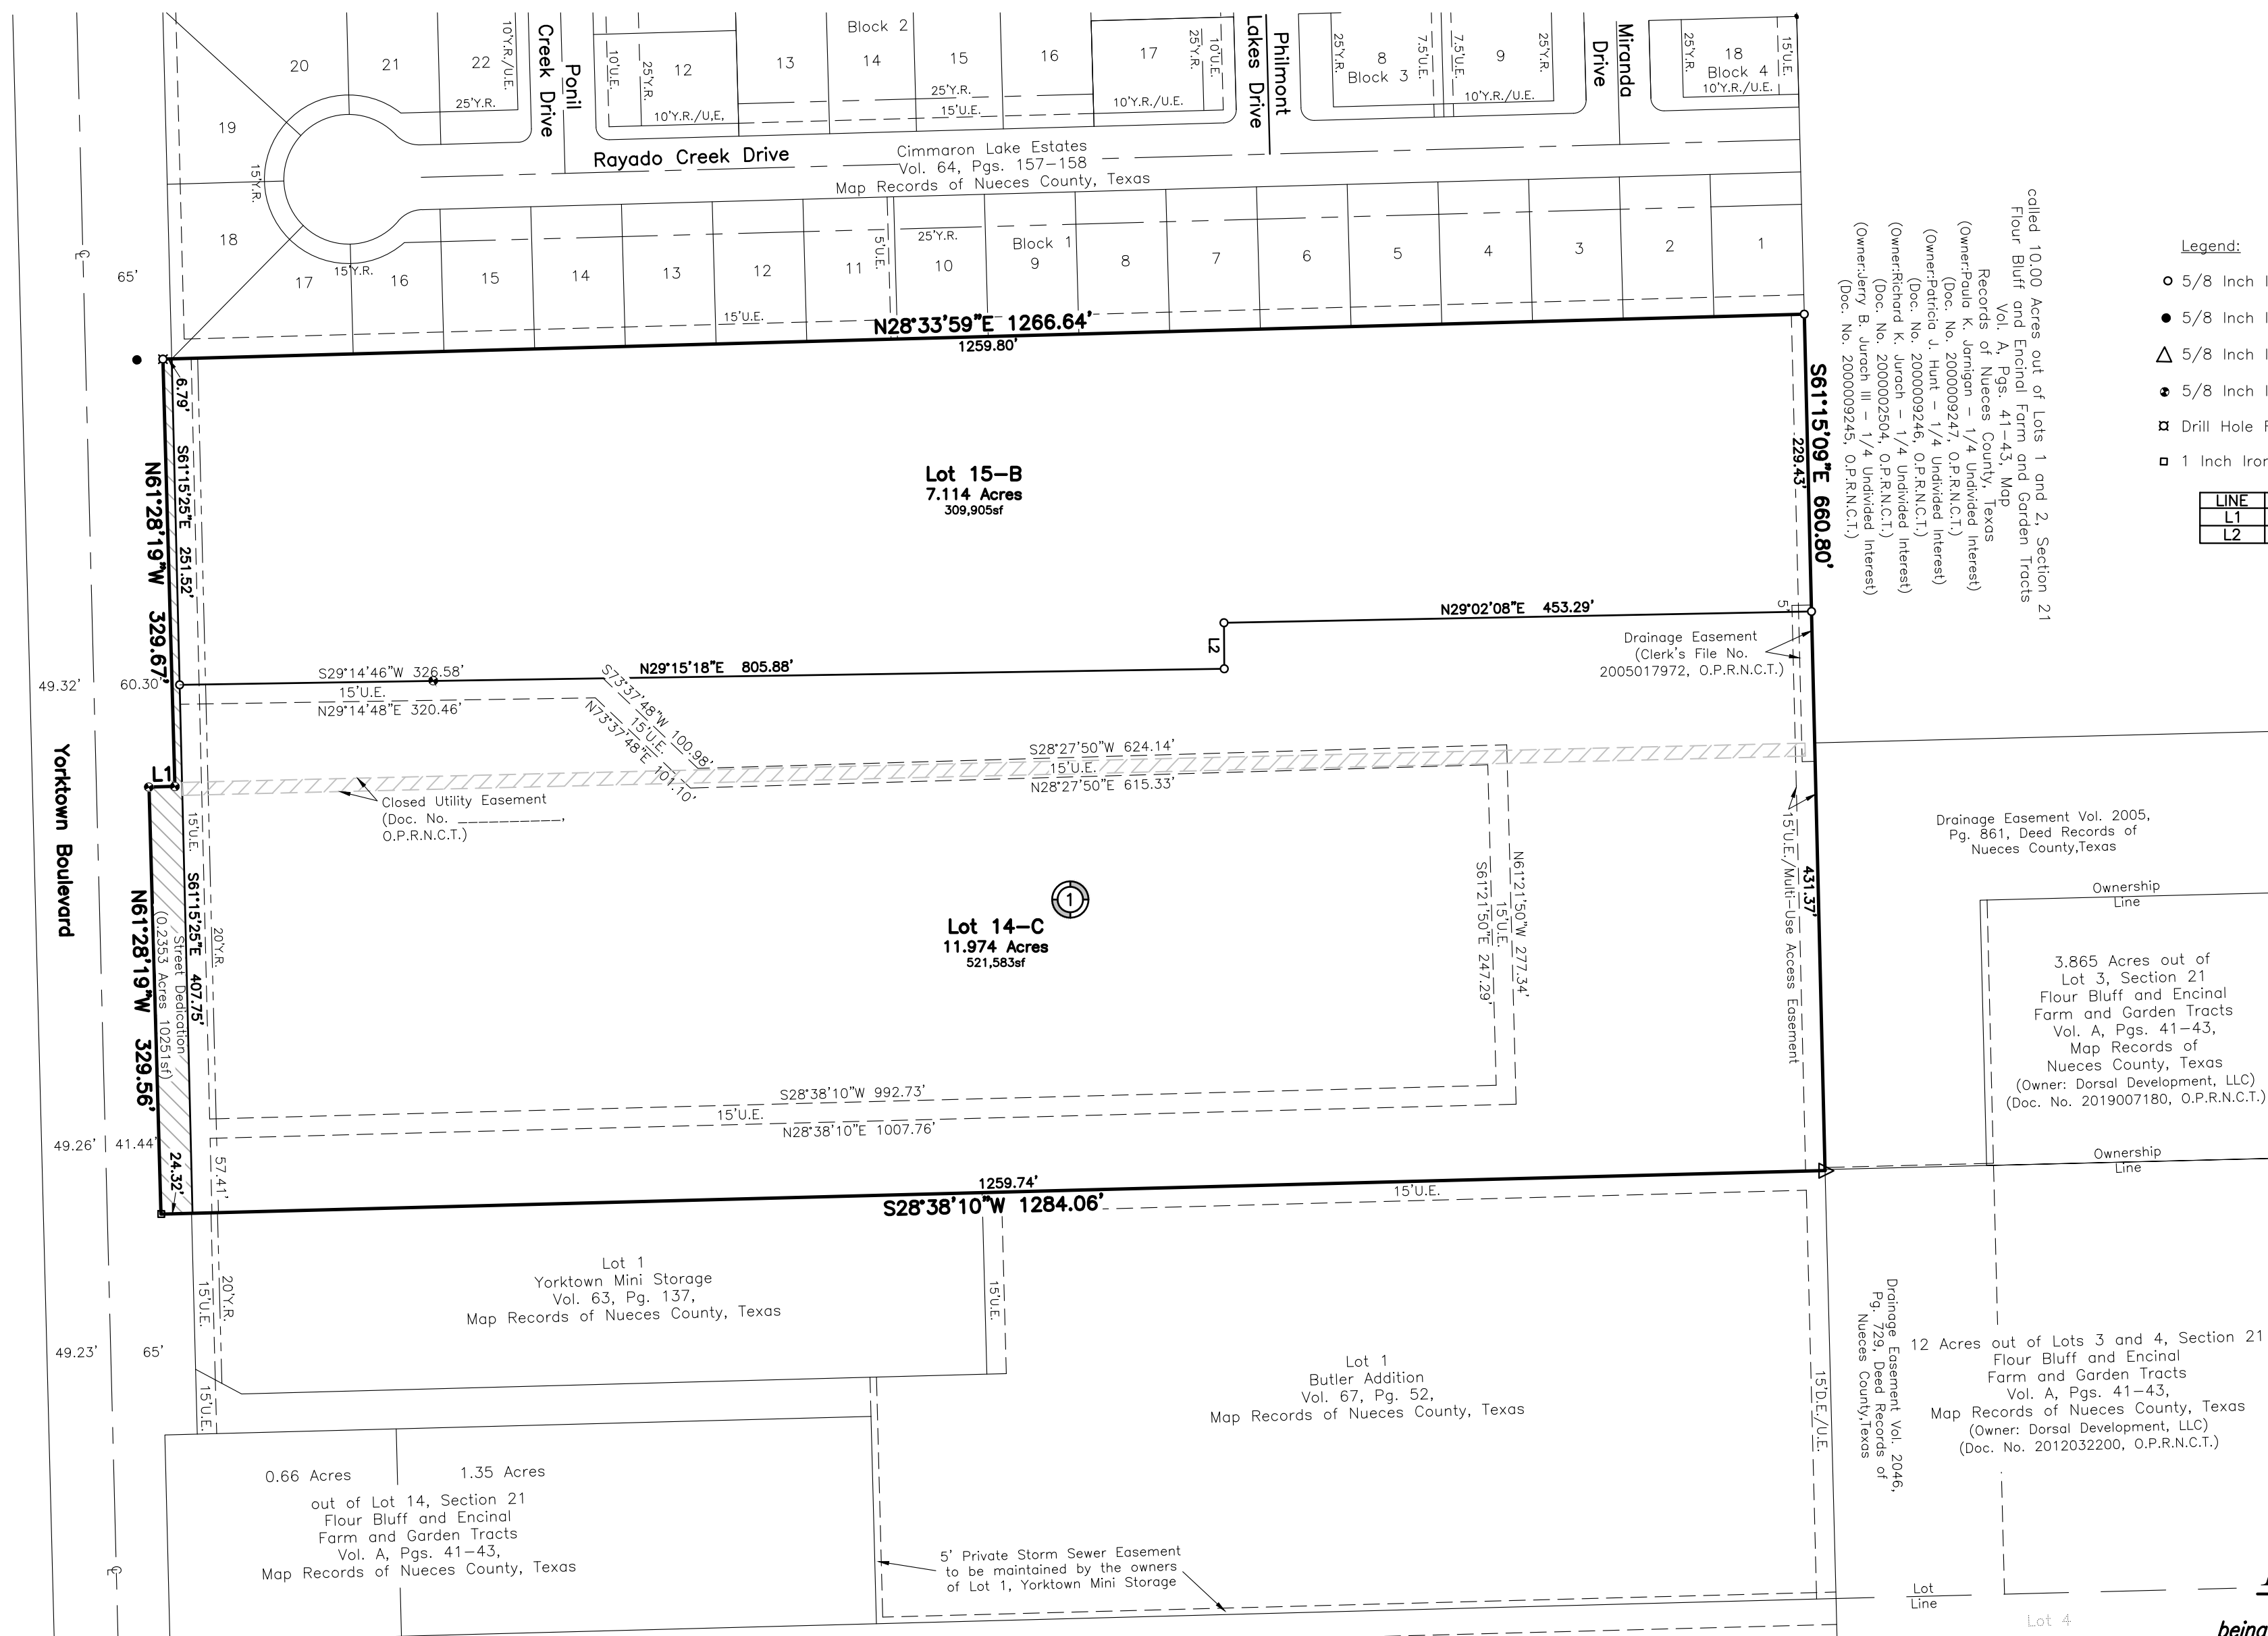 Block 2
20
21
22
10'Y.R./U.E.
25'Y.R.
Ponil
Creek Drive
10'U.E.
25'Y.R.
12
13
14
15
16
17
25'Y.R.
10'U.E.
10'Y.R./U,E,
25'Y.R.
15'U.E.
10'Y.R./U.E.
Philmont
Lakes Drive
25'Y.R.
8
Block 3
7.5'U.E.
7.5'U.E.
9
25'Y.R.
10'Y.R./U.E.
Miranda
Drive
25'Y.R.
18
Block 4
15'U.E.
10'Y.R./U.E.
19
15'Y.R.
18
Rayado Creek Drive
Cimmaron Lake Estates
Vol. 64, Pgs. 157-158
Map Records of Nueces County, Texas
65'
17
15'Y.R.
16
15
14
13
12
11
5'U.E.
25'Y.R.
10
Block 1
9
8
7
6
5
4
3
2
1
15'U.E.
N28°33'59"E 1266.64'
1259.80'
6.79'
S61°15'25"E 251.52'
N61°28'19"W 329.67'
Lot 15-B
7.114 Acres
309,905sf
S61°15'09"E 660.80'
229.43'
called 10.00 Acres out of Lots 1 and 2, Section 21
Flour Bluff and Encinal Farm and Garden Tracts
Vol. A, Pgs. 41-43, Map
Records of Nueces County, Texas
(Owner:Paula K. Jarnigan - 1/4 Undivided Interest)
(Doc. No. 2000009247, O.P.R.N.C.T.)
(Owner:Patricia J. Hunt - 1/4 Undivided Interest)
(Doc. No. 2000009246, O.P.R.N.C.T.)
(Owner:Richard K. Jurach - 1/4 Undivided Interest)
(Doc. No. 2000002504, O.P.R.N.C.T.)
(Owner:Jerry B. Jurach III - 1/4 Undivided Interest)
(Doc. No. 2000009245, O.P.R.N.C.T.)
Legend:
5/8 Inch
5/8 Inch
5/8 Inch
5/8 Inch
Drill Hole
1 Inch Iron
LINE
L1
L2
N29°02'08"E 453.29'
5'
L2
Drainage Easement
(Clerk's File No.
2005017972, O.P.R.N.C.T.)
49.32'
60.30'
S29°14'46"W 326.58'
N29°15'18"E 805.88'
15'U.E.
N29°14'48"E 320.46'
S73°37'48"W 100.98'
15'U.E.
N73°37'48"E 101.10'
S28°27'50"W 624.14'
15'U.E.
N28°27'50"E 615.33'
L1
Closed Utility Easement
(Doc. No. __________,
O.P.R.N.C.T.)
Yorktown Boulevard
15'U.E.
S61°15'25"E 407.75'
20'Y.R.
N61°28'19"W 329.56'
Street Dedication
(0.2353 Acres 10251sf)
1
Lot 14-C
11.974 Acres
521,583sf
N61°21'50"W 277.34'
15'U.E.
S61°21'50"E 247.29'
15'U.E./Multi-Use Access Easement
431.37'
Drainage Easement Vol. 2005,
Pg. 861, Deed Records of
Nueces County,Texas
Ownership
Line
3.865 Acres out of
Lot 3, Section 21
Flour Bluff and Encinal
Farm and Garden Tracts
Vol. A, Pgs. 41-43,
Map Records of
Nueces County, Texas
(Owner: Dorsal Development, LLC)
(Doc. No. 2019007180, O.P.R.N.C.T.)
Ownership
Line
S28°38'10"W 992.73'
15'U.E.
N28°38'10"E 1007.76'
49.26'
41.44'
24.32'
57.41'
1259.74'
S28°38'10"W 1284.06'
15'U.E.
Lot 1
Yorktown Mini Storage
Vol. 63, Pg. 137,
Map Records of Nueces County, Texas
15'U.E.
20'Y.R.
15'U.E.
15'U.E.
49.23'
65'
Lot 1
Butler Addition
Vol. 67, Pg. 52,
Map Records of Nueces County, Texas
15'D.E./U.E.
Drainage Easement Vol. 2046,
Pg. 729, Deed Records of
Nueces County,Texas
12 Acres out of Lots 3 and 4, Section 21
Flour Bluff and Encinal
Farm and Garden Tracts
Vol. A, Pgs. 41-43,
Map Records of Nueces County, Texas
(Owner: Dorsal Development, LLC)
(Doc. No. 2012032200, O.P.R.N.C.T.)
0.66 Acres
1.35 Acres
out of Lot 14, Section 21
Flour Bluff and Encinal
Farm and Garden Tracts
Vol. A, Pgs. 41-43,
Map Records of Nueces County, Texas
5' Private Storm Sewer Easement
to be maintained by the owners
of Lot 1, Yorktown Mini Storage
Lot
Line
Lot 4
being